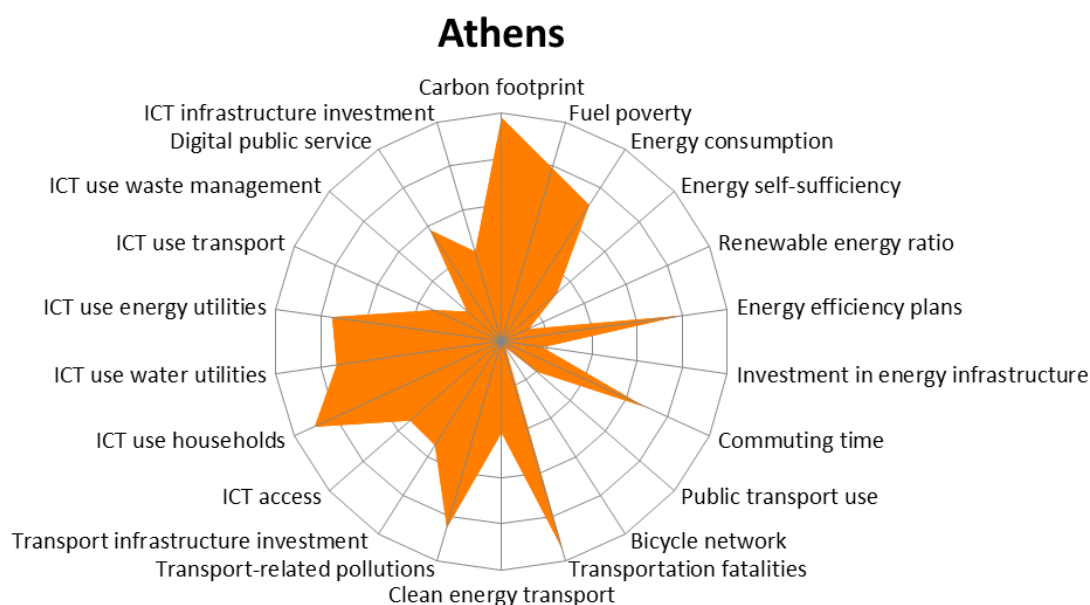 Athens
Carbon footprint
Fuel poverty
Energy consumption
Energy self-sufficiency
Renewable energy ratio
Energy efficiency plans
Investment in energy infrastructure
Commuting time
Public transport use
Bicycle network
Transportation fatalities
Clean energy transport
Transport-related pollutions
Transport infrastructure investment
ICT access
ICT use households
ICT use water utilities
ICT use energy utilities
ICT use transport
ICT use waste management
Digital public service
ICT infrastructure investment